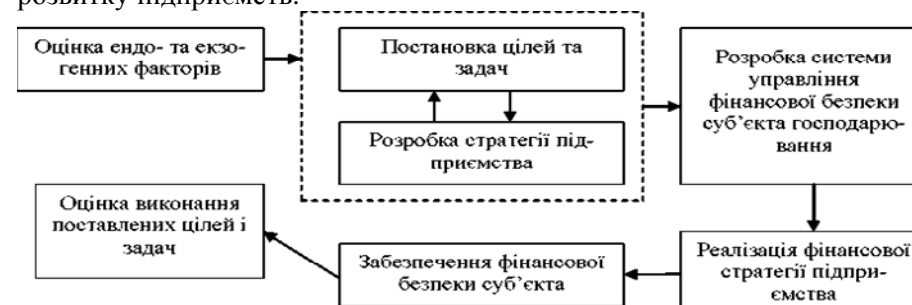 розвитку підприємств.
Оцінка ендо- та екзо-
генних факторів
Постановка цілей та
задач
Розробка стратегії під-
приємства
Розробка системи
управління
фінансової безпеки
суб’єкта господарю-
вання
Реалізація фінансової
стратегії підпри-
ємства
Забезпечення фінансової
безпеки суб’єкта
Оцінка виконання
поставлених цілей і
задач